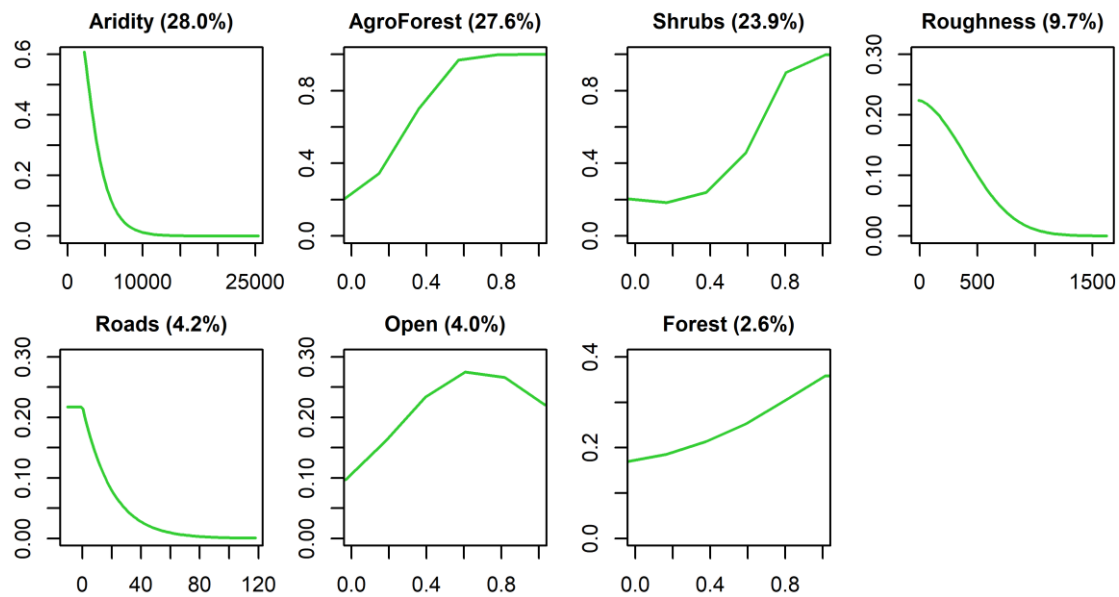 Aridity (28.0%)
AgroForest (27.6%)
Shrubs (23.9%)
Roughness (9.7%)
0.0 0.2 0.4 0.6
0.0 0.4 0.8
0.0 0.4 0.8
0.00 0.10 0.20 0.30
0 10000 25000
0.0 0.4 0.8
0.0 0.4 0.8
0 500 1500
Roads (4.2%)
Open (4.0%)
Forest (2.6%)
0.00 0.10 0.20 0.30
0.00 0.10 0.20 0.30
0.0 0.2 0.4
0 40 80 120
0.0 0.4 0.8
0.0 0.4 0.8